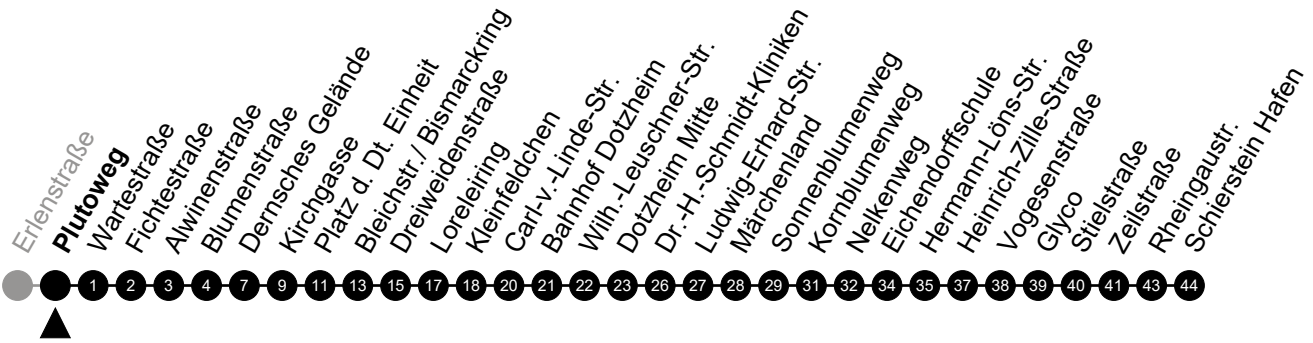 Erlenstraße
Plutoweg
Wartestraße
Fichtestraße
Alwinenstraße
Blumenstraße
Dernsches Gelände
Kirchgasse
Platz d. Dt. Einheit
Bleichstr./ Bismarckring
Dreiweidenstraße
Loreleiring
Kleinfeldchen
Carl-v.-Linde-Str.
Bahnhof Dotzheim
Wilh.-Leuschner-Str.
Dotzheim Mitte
Dr.-H.-Schmidt-Kliniken
Ludwig-Erhard-Str.
Märchenland
Sonnenblumenweg
Kornblumenweg
Nelkenweg
Eichendorffschule
Hermann-Löns-Str.
Heinrich-Zille-Straße
Vogesenstraße
Glyco
Stielstraße
Zeilstraße
Rheingaustr.
Schierstein Hafen
1 2 3 4 7 9 11 13 15 17 18 20 21 22 23 26 27 28 29 31 32 34 35 37 38 39 40 41 43 44